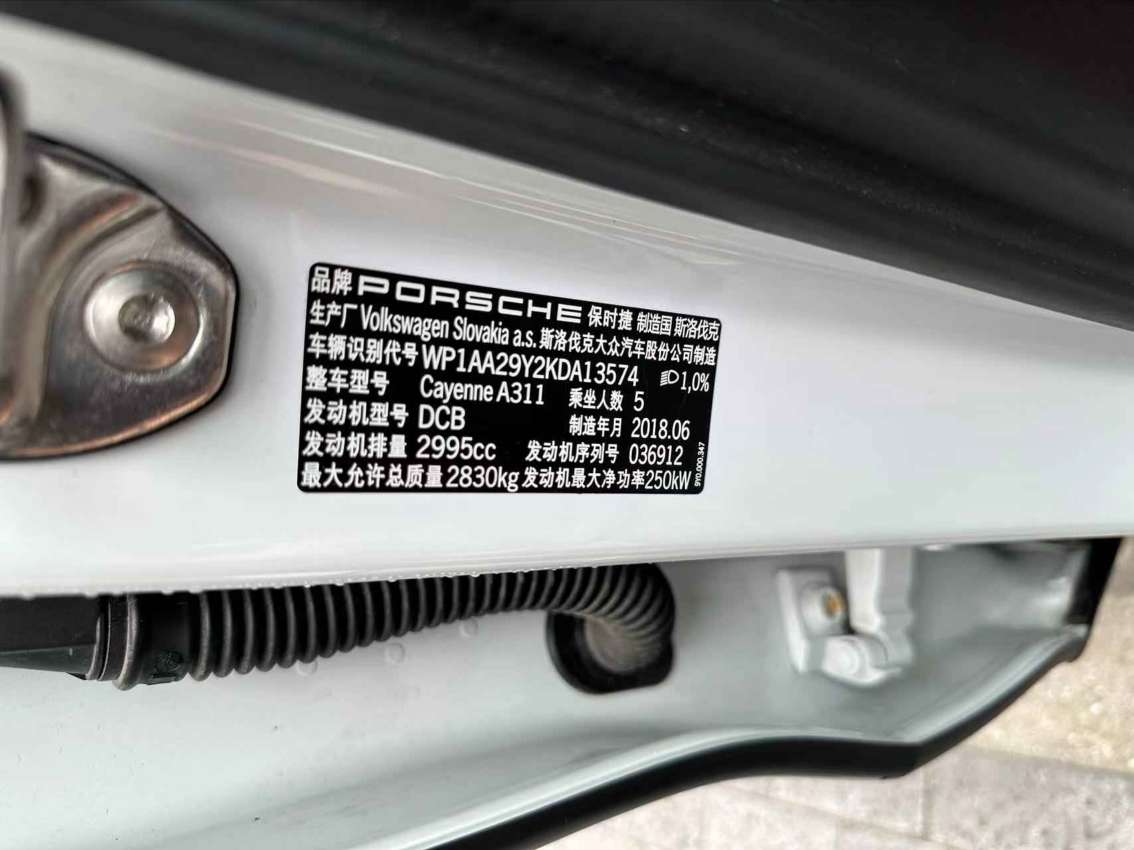 品牌 PORSCHE 保时捷 制造国 斯洛伐克
生产厂 Volkswagen Slovakia a.s. 斯洛伐克大众汽车股份公司制造
车辆识别代号 WP1AA29Y2KDA13574 1,0%
整车型号 Cayenne A311 乘坐人数 5
发动机型号 DCB 制造年月 2018.06
发动机排量 2995cc 发动机序列号 036912
最大允许总质量 2830kg 发动机最大净功率 250kW
9Y0.000.347